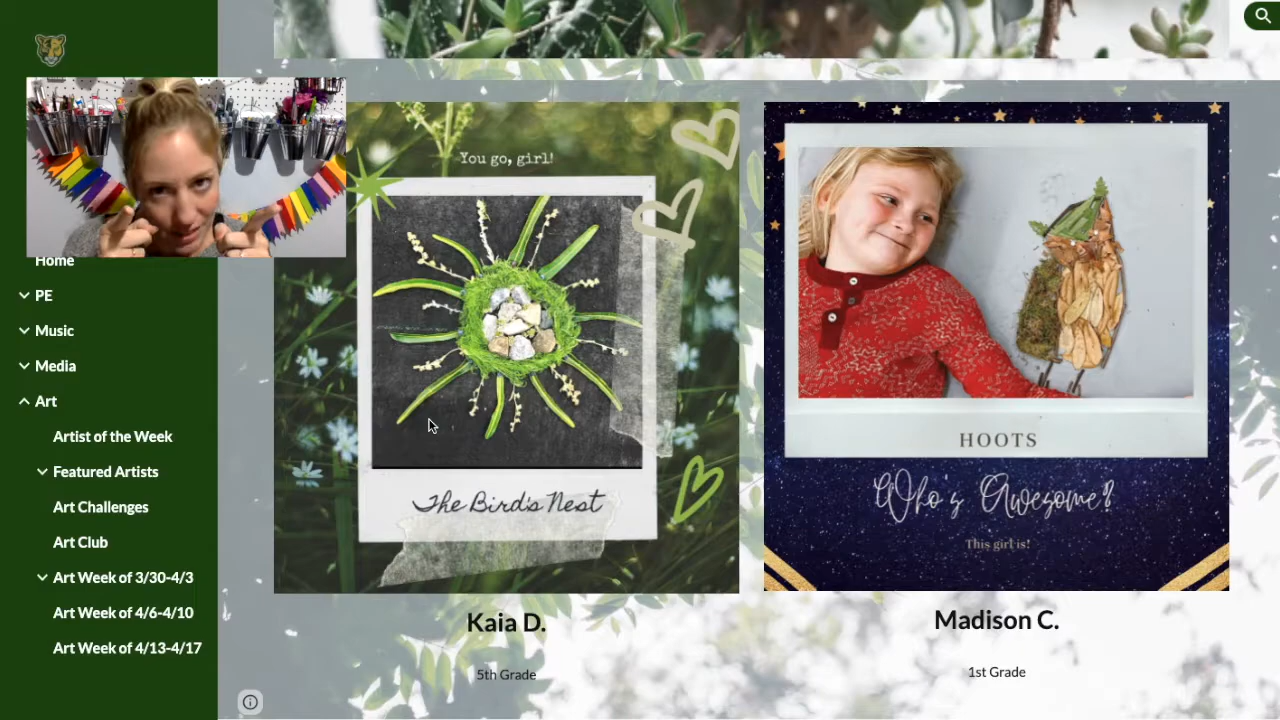 Home
PE
Music
Media
Art
Artist of the Week
Featured Artists
Art Challenges
Art Club
Art Week of 3/30-4/3
Art Week of 4/6-4/10
Art Week of 4/13-4/17
You go, girl!
The Bird's Nest
Kaia D.
5th Grade
HOOTS
Who's Awesome?
This girl is!
Madison C.
1st Grade